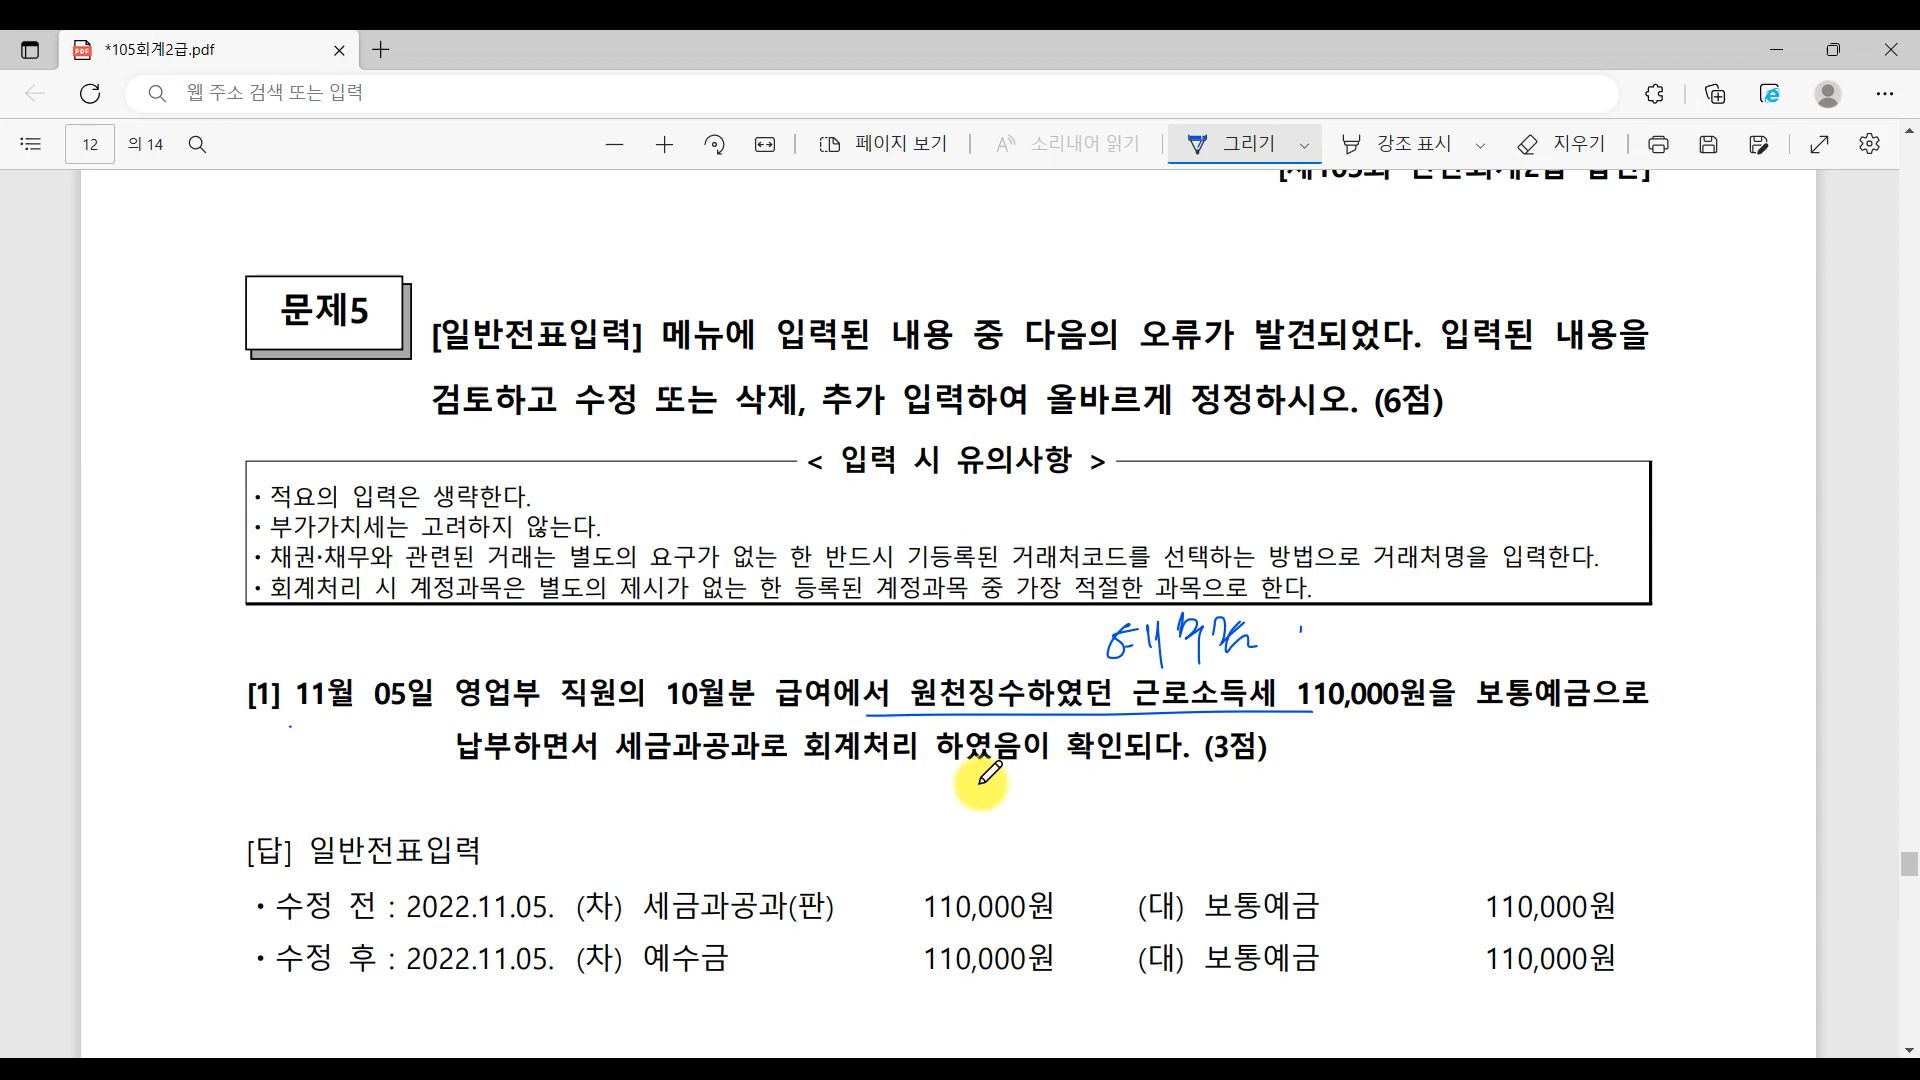 *105회계2급.pdf
웹 주소 검색 또는 입력
12 의 14 페이지 보기 소리내어 읽기 그리기 강조 표시 지우기
문제5
[일반전표입력] 메뉴에 입력된 내용 중 다음의 오류가 발견되었다. 입력된 내용을
검토하고 수정 또는 삭제, 추가 입력하여 올바르게 정정하시오. (6점)
< 입력 시 유의사항 >
· 적요의 입력은 생략한다.
· 부가가치세는 고려하지 않는다.
· 채권·채무와 관련된 거래는 별도의 요구가 없는 한 반드시 기등록된 거래처코드를 선택하는 방법으로 거래처명을 입력한다.
· 회계처리 시 계정과목은 별도의 제시가 없는 한 등록된 계정과목 중 가장 적절한 과목으로 한다.
[1] 11월 05일 영업부 직원의 10월분 급여에서 원천징수하였던 근로소득세 110,000원을 보통예금으로
납부하면서 세금과공과로 회계처리 하였음이 확인되다. (3점)
[답] 일반전표입력
· 수정 전 : 2022.11.05. (차) 세금과공과(판) 110,000원 (대) 보통예금 110,000원
· 수정 후 : 2022.11.05. (차) 예수금 110,000원 (대) 보통예금 110,000원